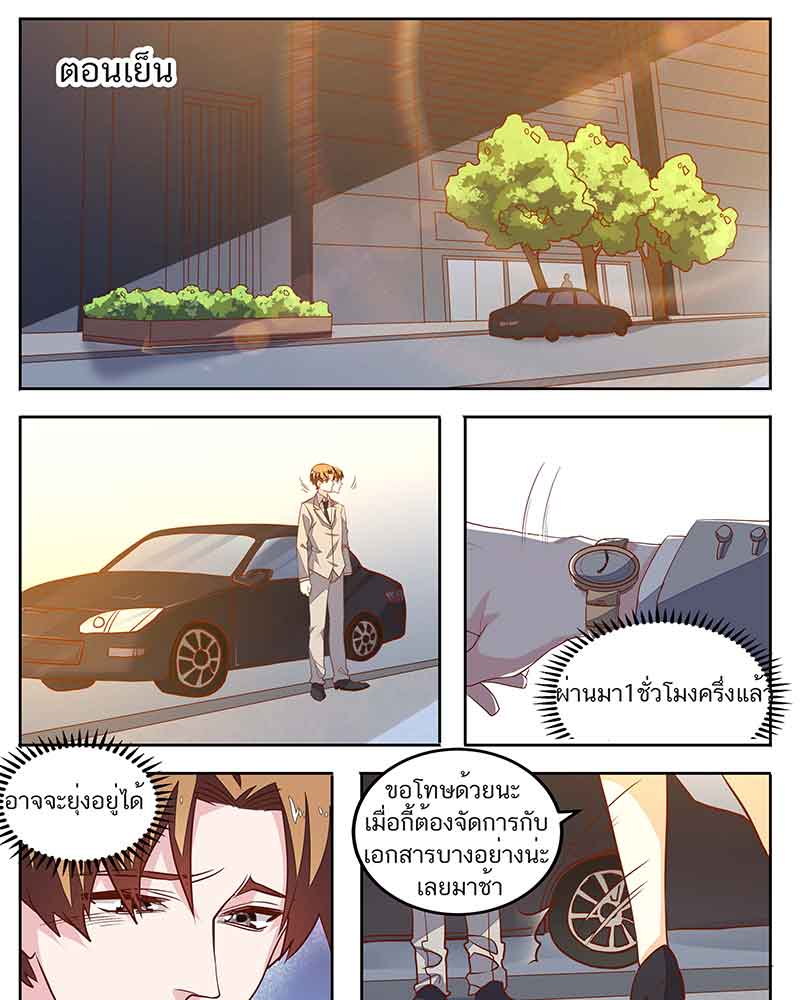 ตอนเย็น
ผ่านมา1ชั่วโมงครึ่งแล้ว
อาจจะยุ่งอยู่ได้
ขอโทษด้วยนะ
เมื่อกี้ต้องจัดการกับ
เอกสารบางอย่างน่ะ
เลยมาช้า